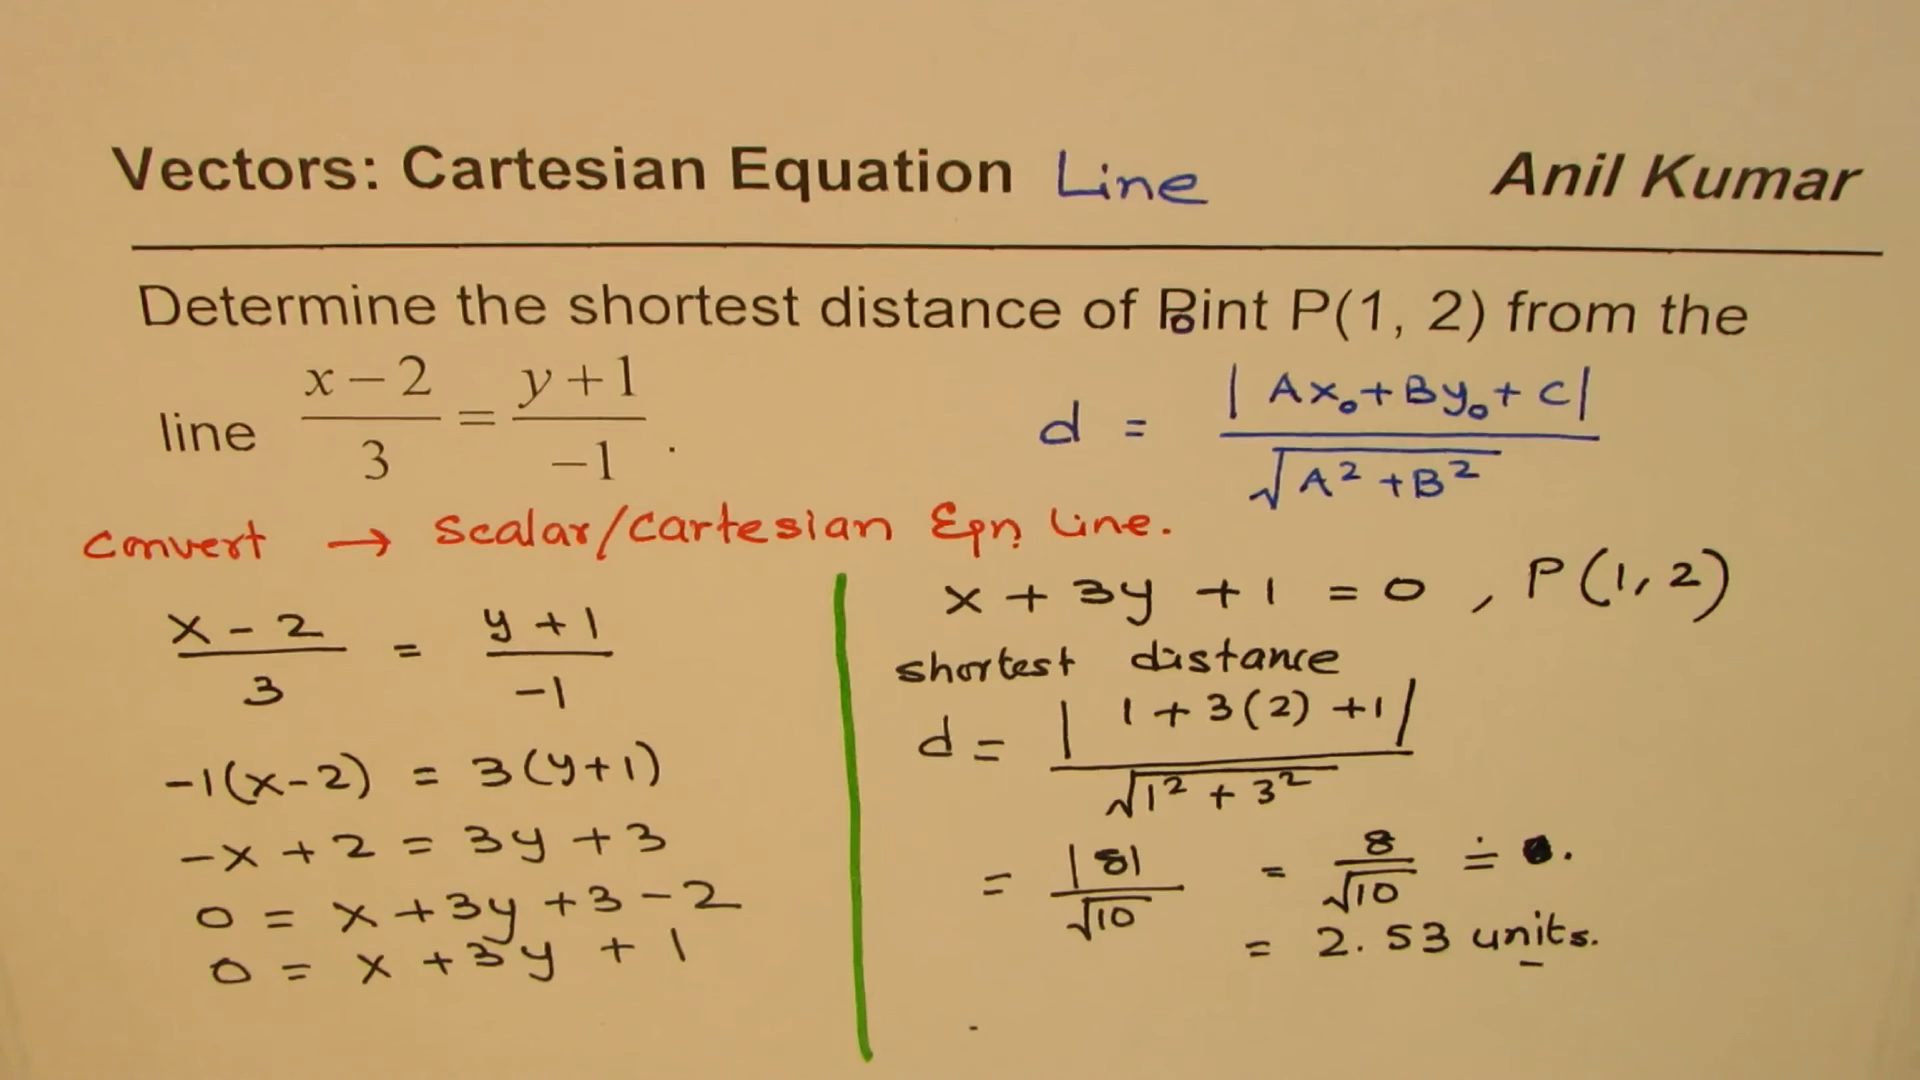 Vectors: Cartesian Equation Line Anil Kumar
Determine the shortest distance of Point P(1, 2) from the
line (x − 2)/3 = (y + 1)/−1 .
d = |Ax₀ + By₀ + C| / √(A² + B²)
convert → Scalar/Cartesian Eqn. Line.
(x − 2)/3 = (y + 1)/−1
−1(x − 2) = 3(y + 1)
−x + 2 = 3y + 3
0 = x + 3y + 3 − 2
0 = x + 3y + 1
x + 3y + 1 = 0 , P(1, 2)
shortest distance
d = |1 + 3(2) + 1| / √(1² + 3²)
= |8| / √10 = 8/√10 ≐ .
= 2.53 units.